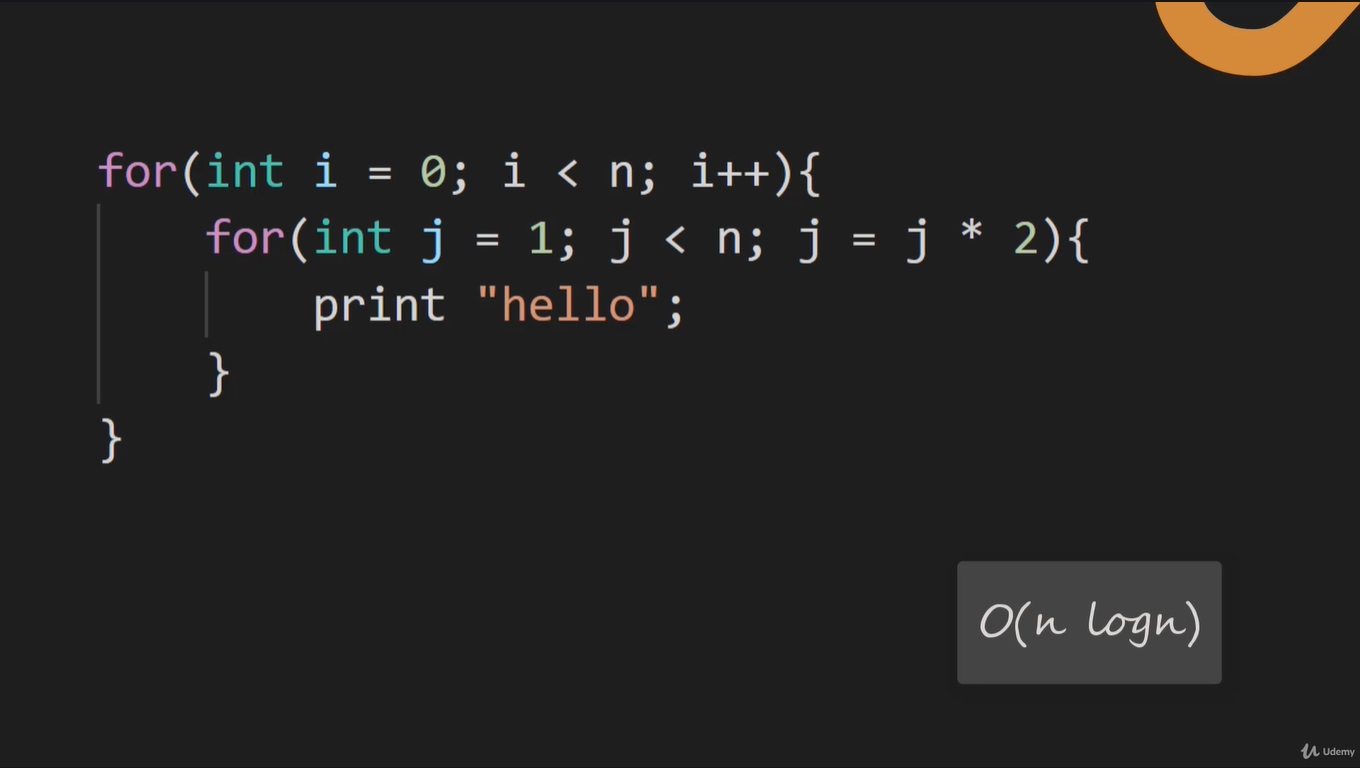 for(int i = 0; i < n; i++){
    for(int j = 1; j < n; j = j * 2){
        print "hello";
    }
}
O(n logn)
Udemy